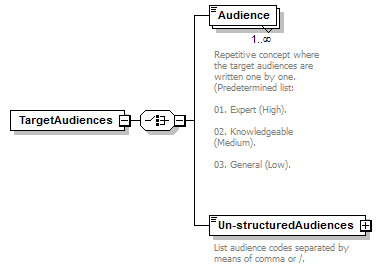 Audience
1..∞
Repetitive concept where
the target audiences are
written one by one.
(Predetermined list:
01. Expert (High).
02. Knowledgeable
(Medium).
03. General (Low).
TargetAudiences
Un-structuredAudiences
List audience codes separated by
means of comma or /.